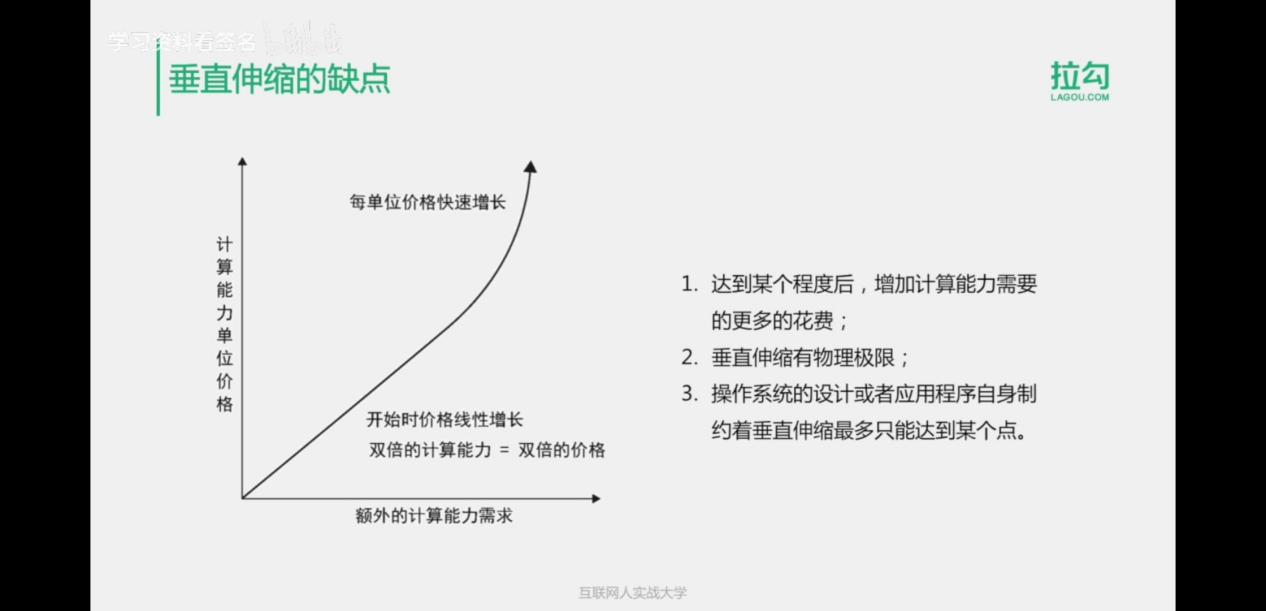 学习资料看签名
垂直伸缩的缺点
拉勾
LAGOU.COM
每单位价格快速增长
计算能力单位价格
开始时价格线性增长
双倍的计算能力 = 双倍的价格
额外的计算能力需求
1. 达到某个程度后，增加计算能力需要
的更多的花费；
2. 垂直伸缩有物理极限；
3. 操作系统的设计或者应用程序自身制
约着垂直伸缩最多只能达到某个点。
互联网人实战大学